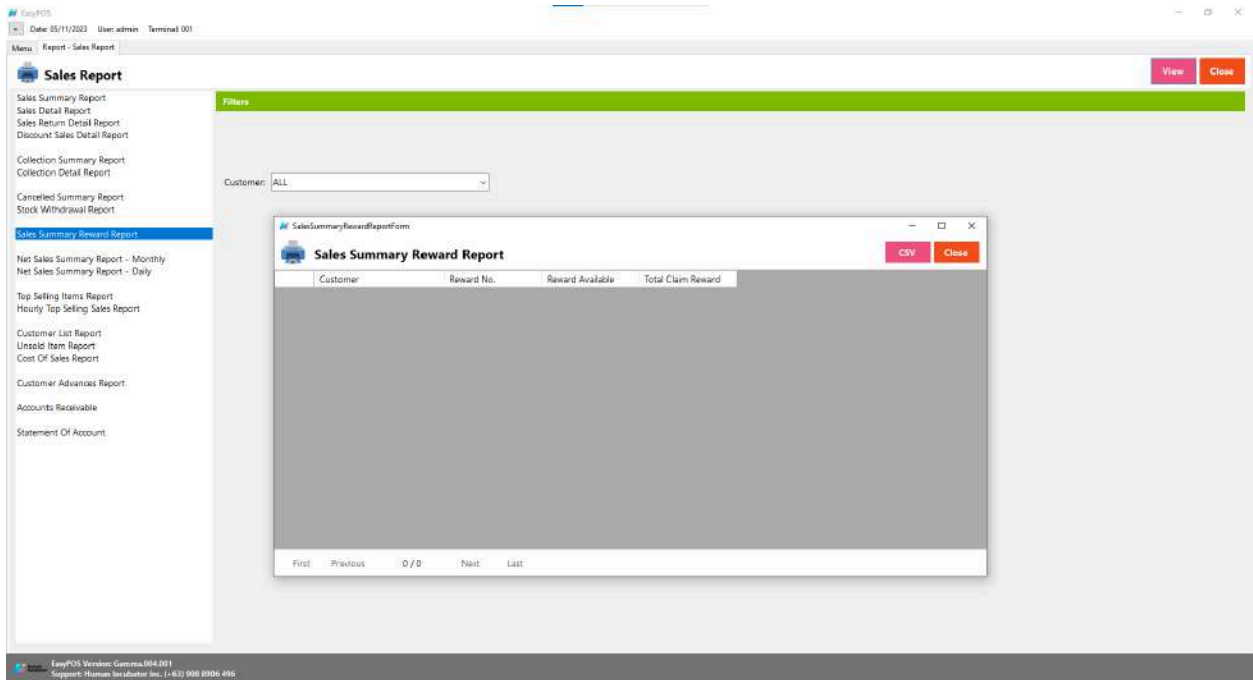 EasyPOS
Date: 05/11/2023 User: admin Terminal: 001
Menu Report - Sales Report
Sales Report
View Close
Sales Summary Report
Sales Detail Report
Sales Return Detail Report
Discount Sales Detail Report
Collection Summary Report
Collection Detail Report
Cancelled Summary Report
Stock Withdrawal Report
Sales Summary Reward Report
Net Sales Summary Report - Monthly
Net Sales Summary Report - Daily
Top Selling Items Report
Hourly Top Selling Sales Report
Customer List Report
Unsold Item Report
Cost Of Sales Report
Customer Advances Report
Accounts Receivable
Statement Of Account
Filters
Customer: ALL
SalesSummaryRewardReportForm
Sales Summary Reward Report
CSV Close
Customer Reward No. Reward Available Total Claim Reward
First Previous 0 / 0 Next Last
EasyPOS Version: Gamma.004.001
Support: Human Incubator Inc. (+63) 908 8906 496